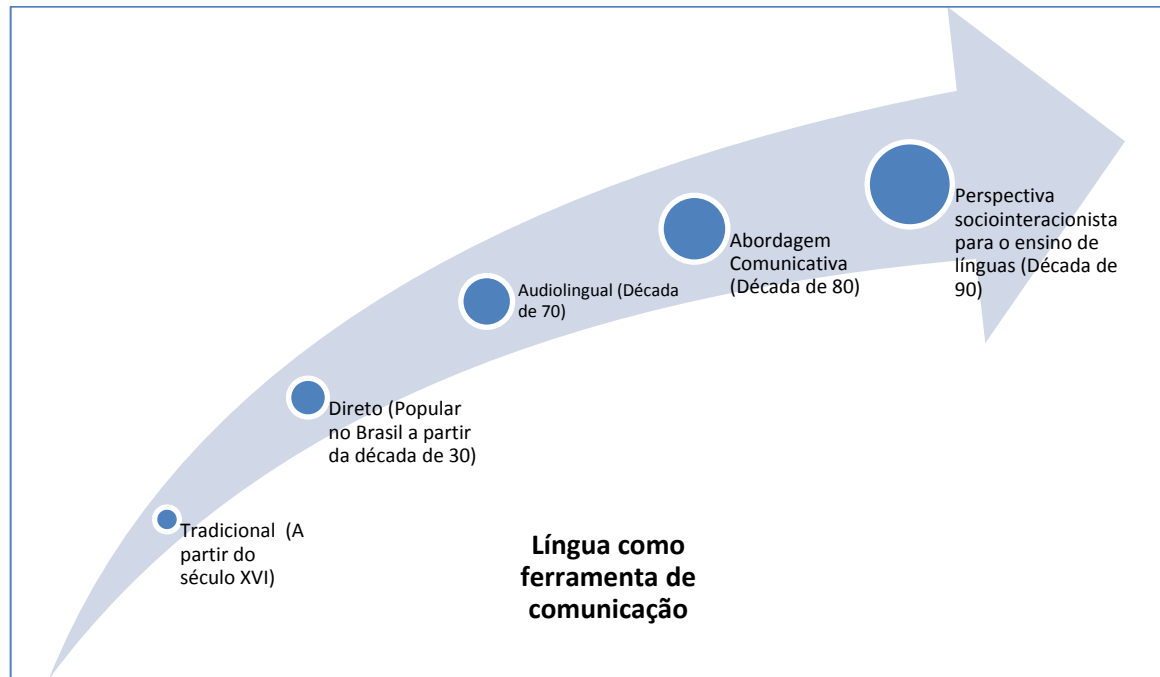 Tradicional (A
partir do
século XVI)
Direto (Popular
no Brasil a partir
da década de 30)
Audiolingual (Década
de 70)
Abordagem
Comunicativa
(Década de 80)
Perspectiva
sociointeracionista
para o ensino de
línguas (Década de
90)
Língua como
ferramenta de
comunicação